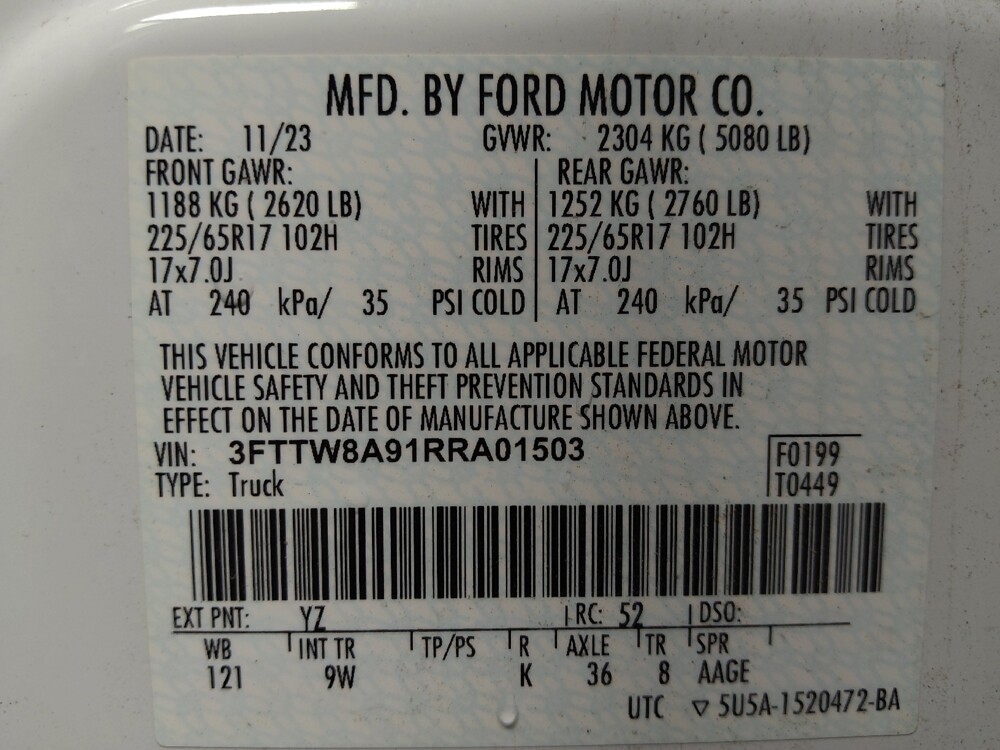 MFD. BY FORD MOTOR CO.
DATE: 11/23 GVWR: 2304 KG ( 5080 LB)
FRONT GAWR: REAR GAWR:
1188 KG ( 2620 LB) WITH 1252 KG ( 2760 LB) WITH
225/65R17 102H TIRES 225/65R17 102H TIRES
17x7.0J RIMS 17x7.0J RIMS
AT 240 kPa/ 35 PSI COLD AT 240 kPa/ 35 PSI COLD
THIS VEHICLE CONFORMS TO ALL APPLICABLE FEDERAL MOTOR
VEHICLE SAFETY AND THEFT PREVENTION STANDARDS IN
EFFECT ON THE DATE OF MANUFACTURE SHOWN ABOVE.
VIN: 3FTTW8A91RRA01503 F0199
TYPE: Truck T0449
EXT PNT: YZ RC: 52 DSO:
WB INT TR TP/PS R AXLE TR SPR
121 9W K 36 8 AAGE
UTC ▽ 5U5A-1520472-BA